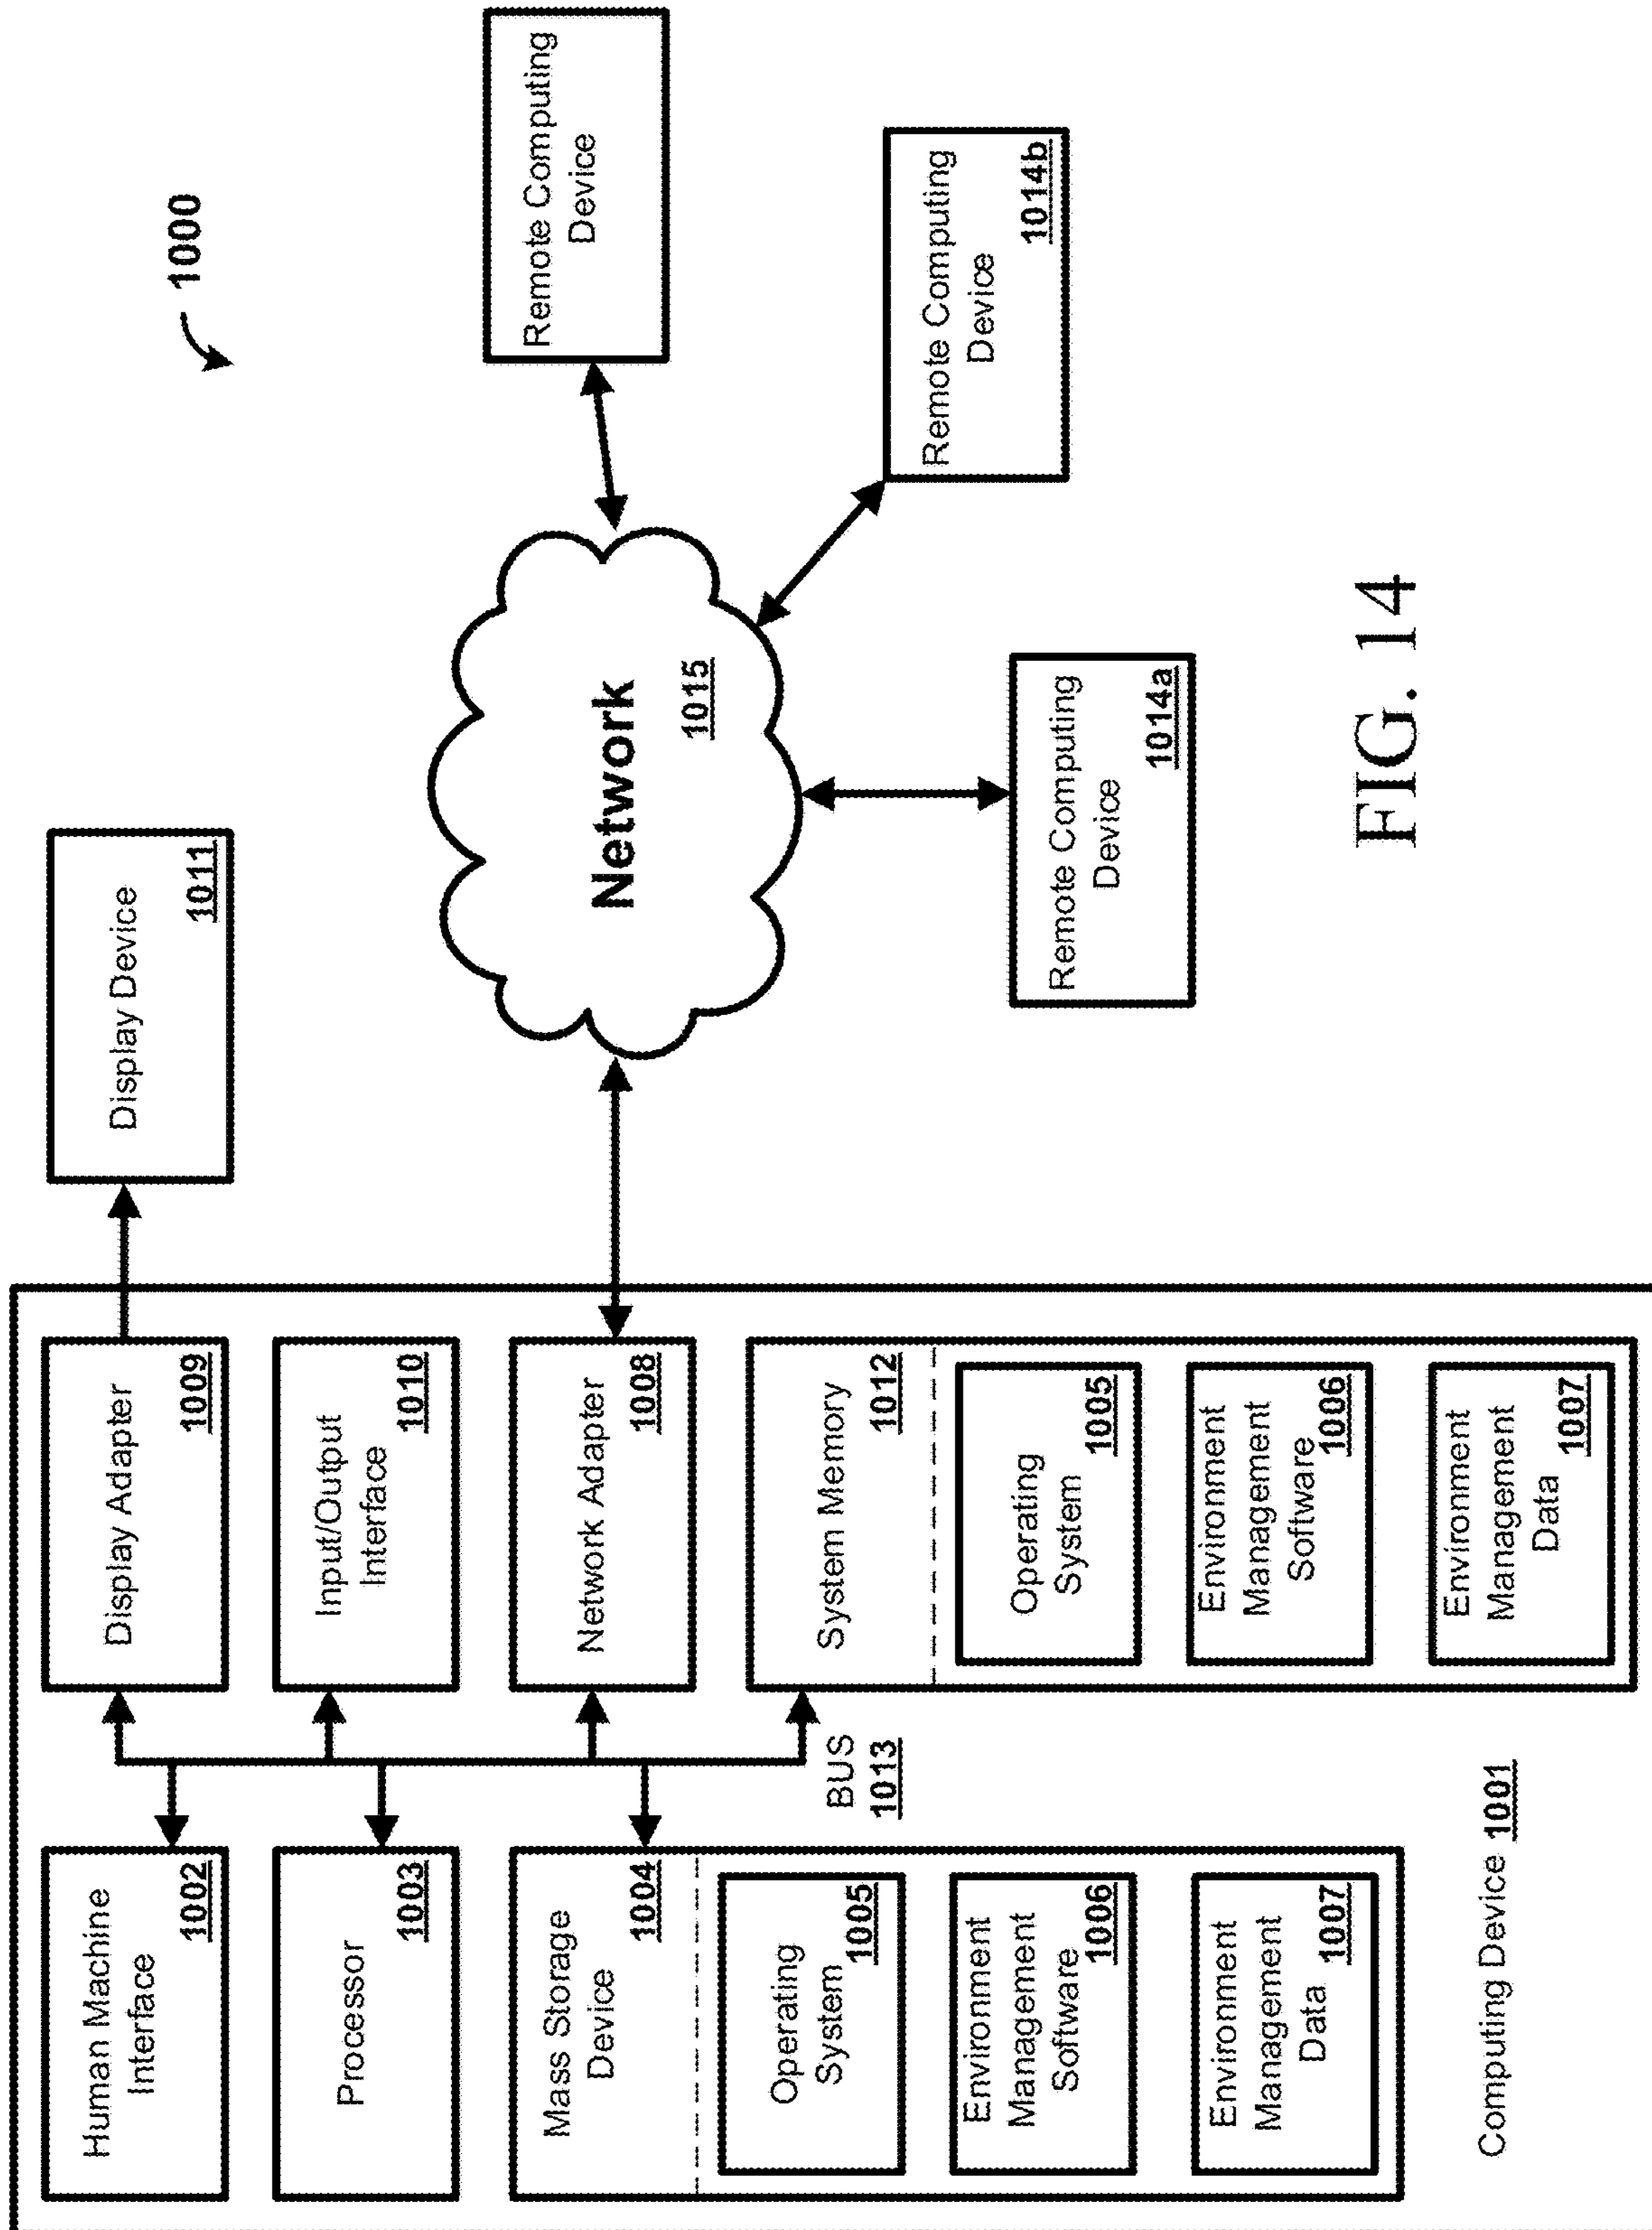 1000
Human Machine
Interface
1002
Processor
1003
Mass Storage
Device
1004
Operating
System
1005
Environment
Management
Software
1006
Environment
Management
Data
1007
BUS
1013
Display Adapter
1009
Input/Output
Interface
1010
Network Adapter
1008
System Memory
1012
Operating
System
1005
Environment
Management
Software
1006
Environment
Management
Data
1007
Computing Device 1001
Display Device
1011
Network
1015
Remote Computing
Device
Remote Computing
Device
1014b
Remote Computing
Device
1014a
FIG. 14